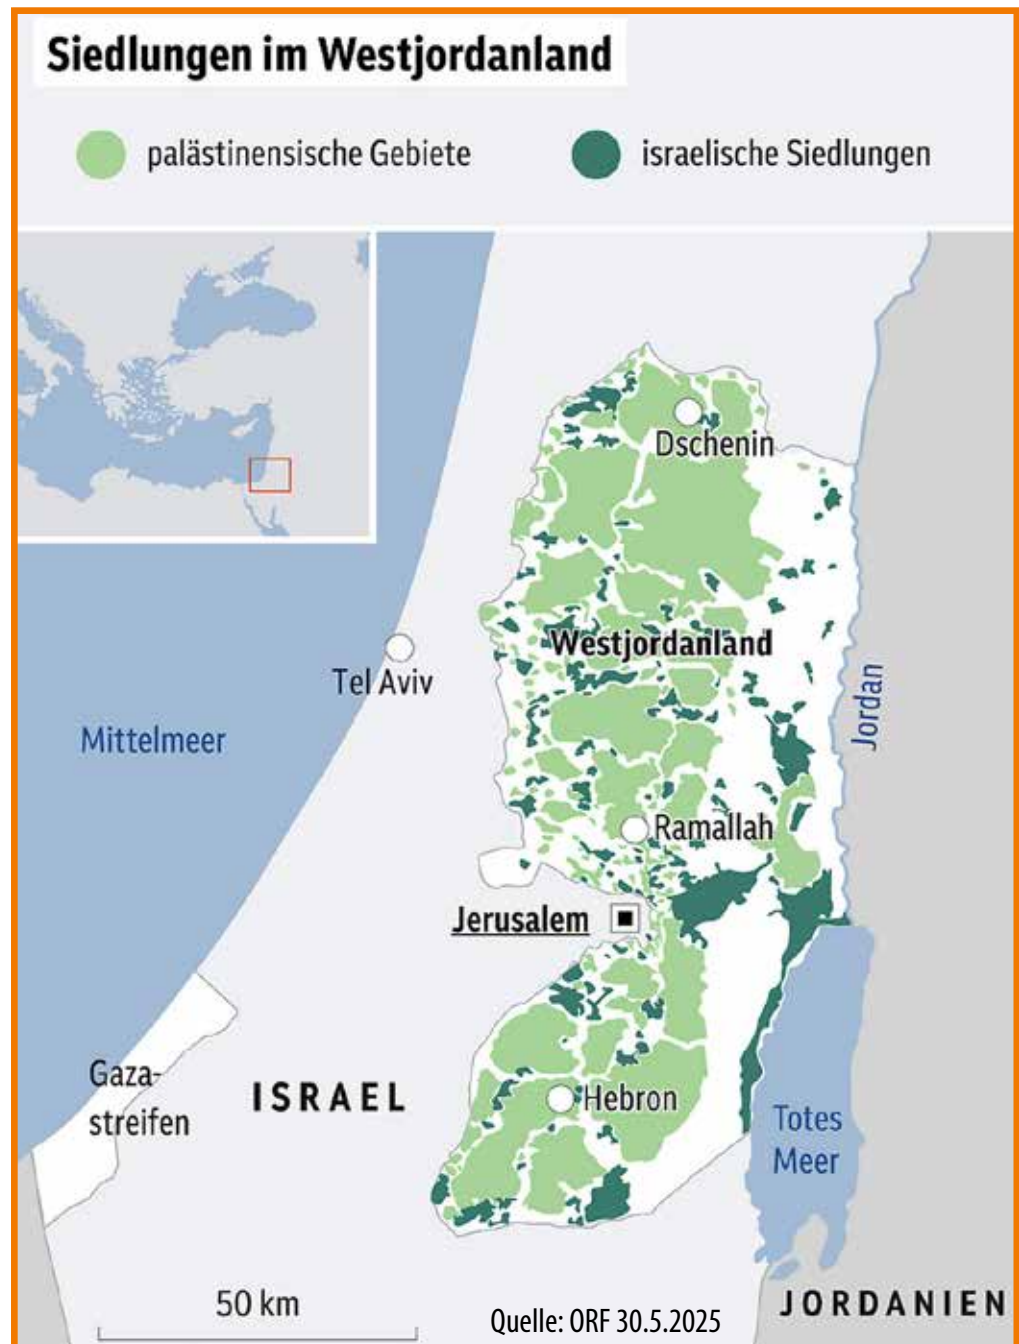 Siedlungen im Westjordanland
palästinensische Gebiete
israelische Siedlungen
Dschenin
Westjordanland
Tel Aviv
Jordan
Mittelmeer
Ramallah
Jerusalem
Gaza-
streifen
ISRAEL
Hebron
Totes
Meer
50 km
Quelle: ORF 30.5.2025
JORDANIEN